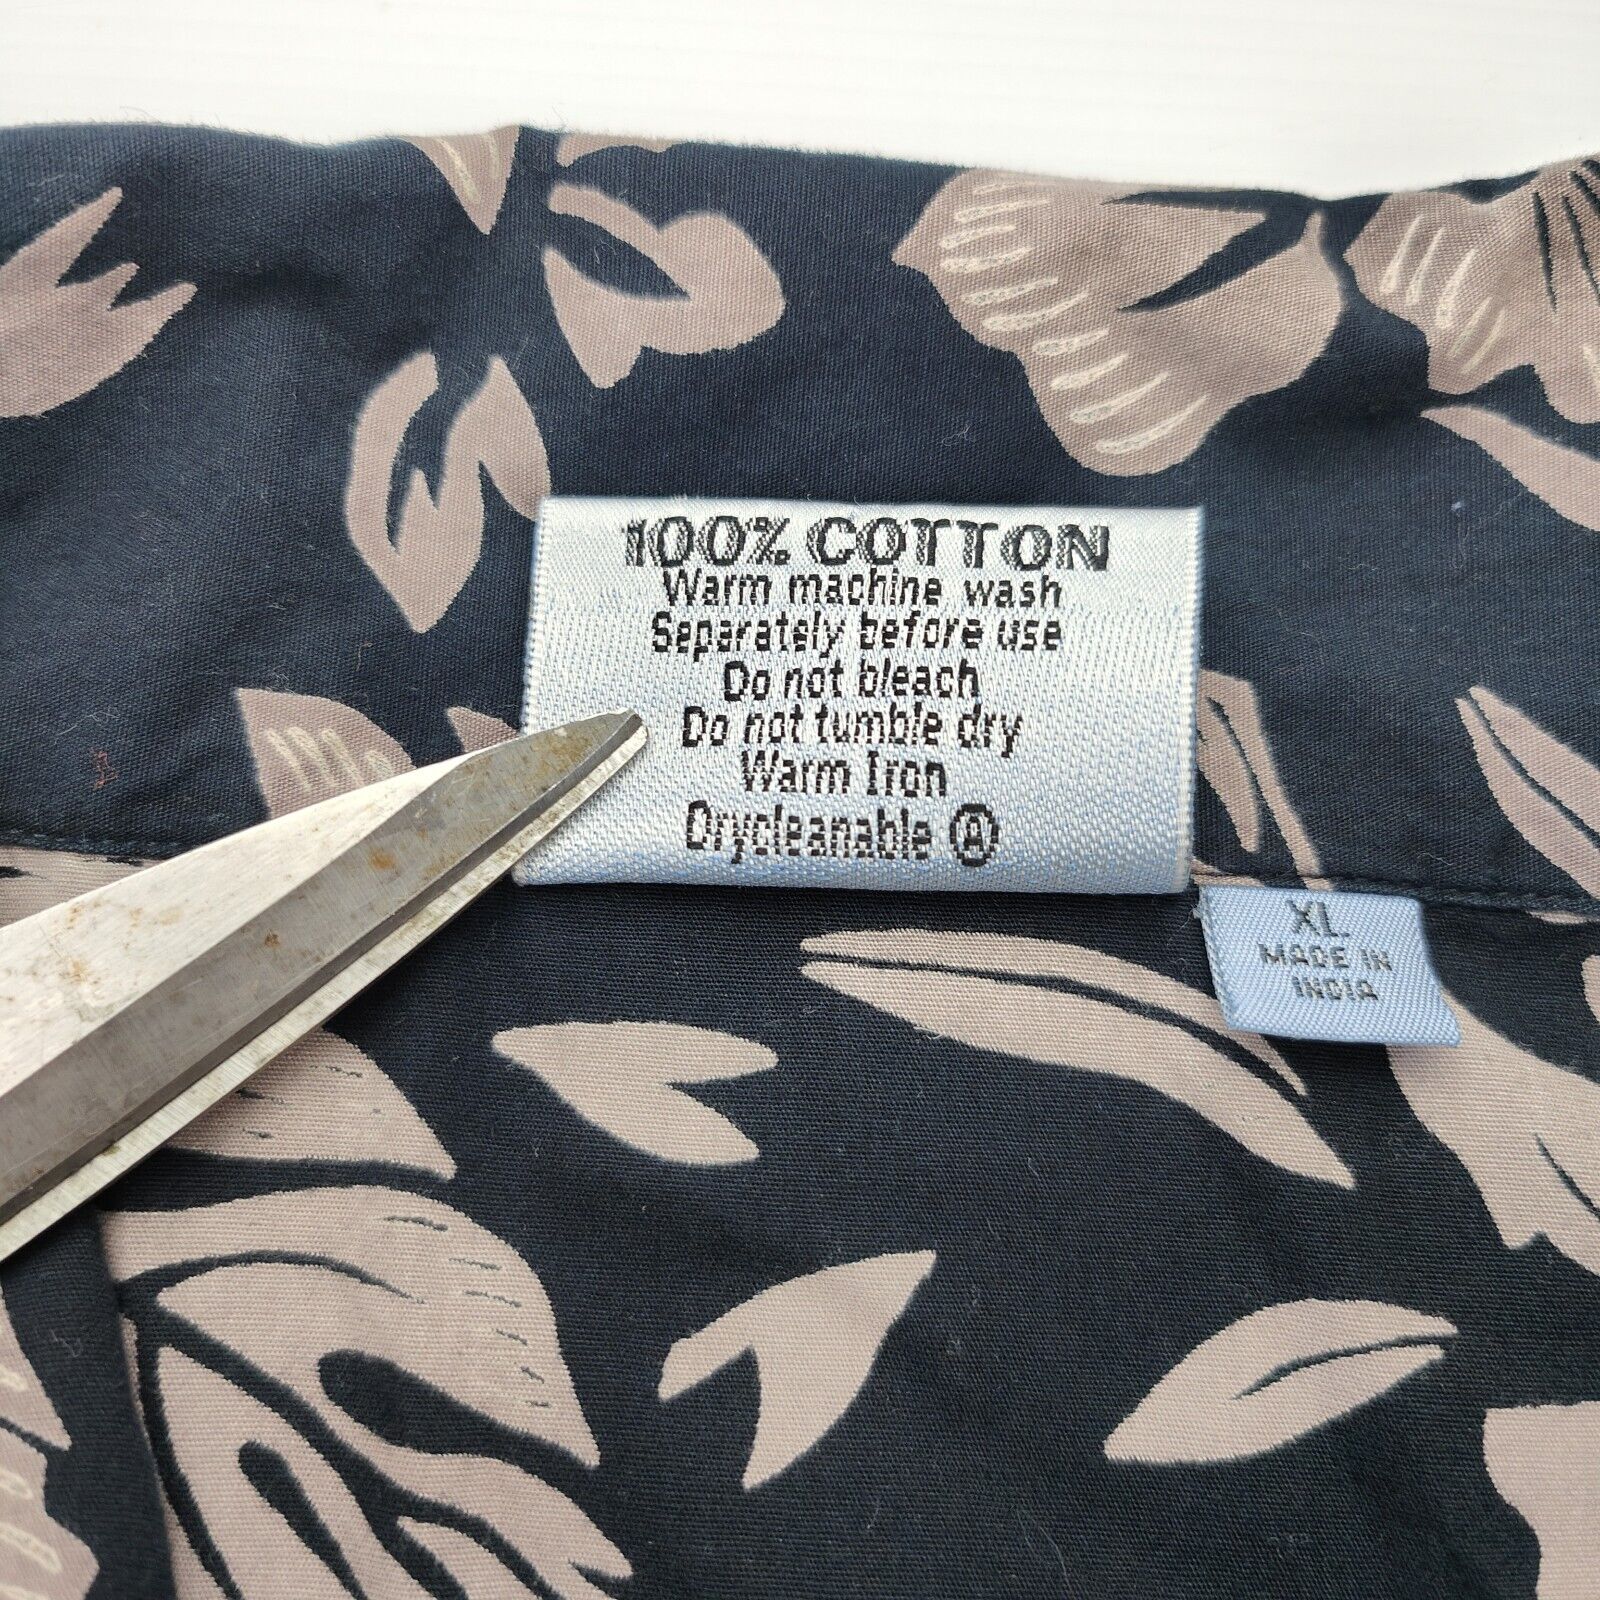 100% COTTON
Warm machine wash
Separately before use
Do not bleach
Do not tumble dry
Warm Iron
Drycleanable Ⓐ
XL
MADE IN
INDIA